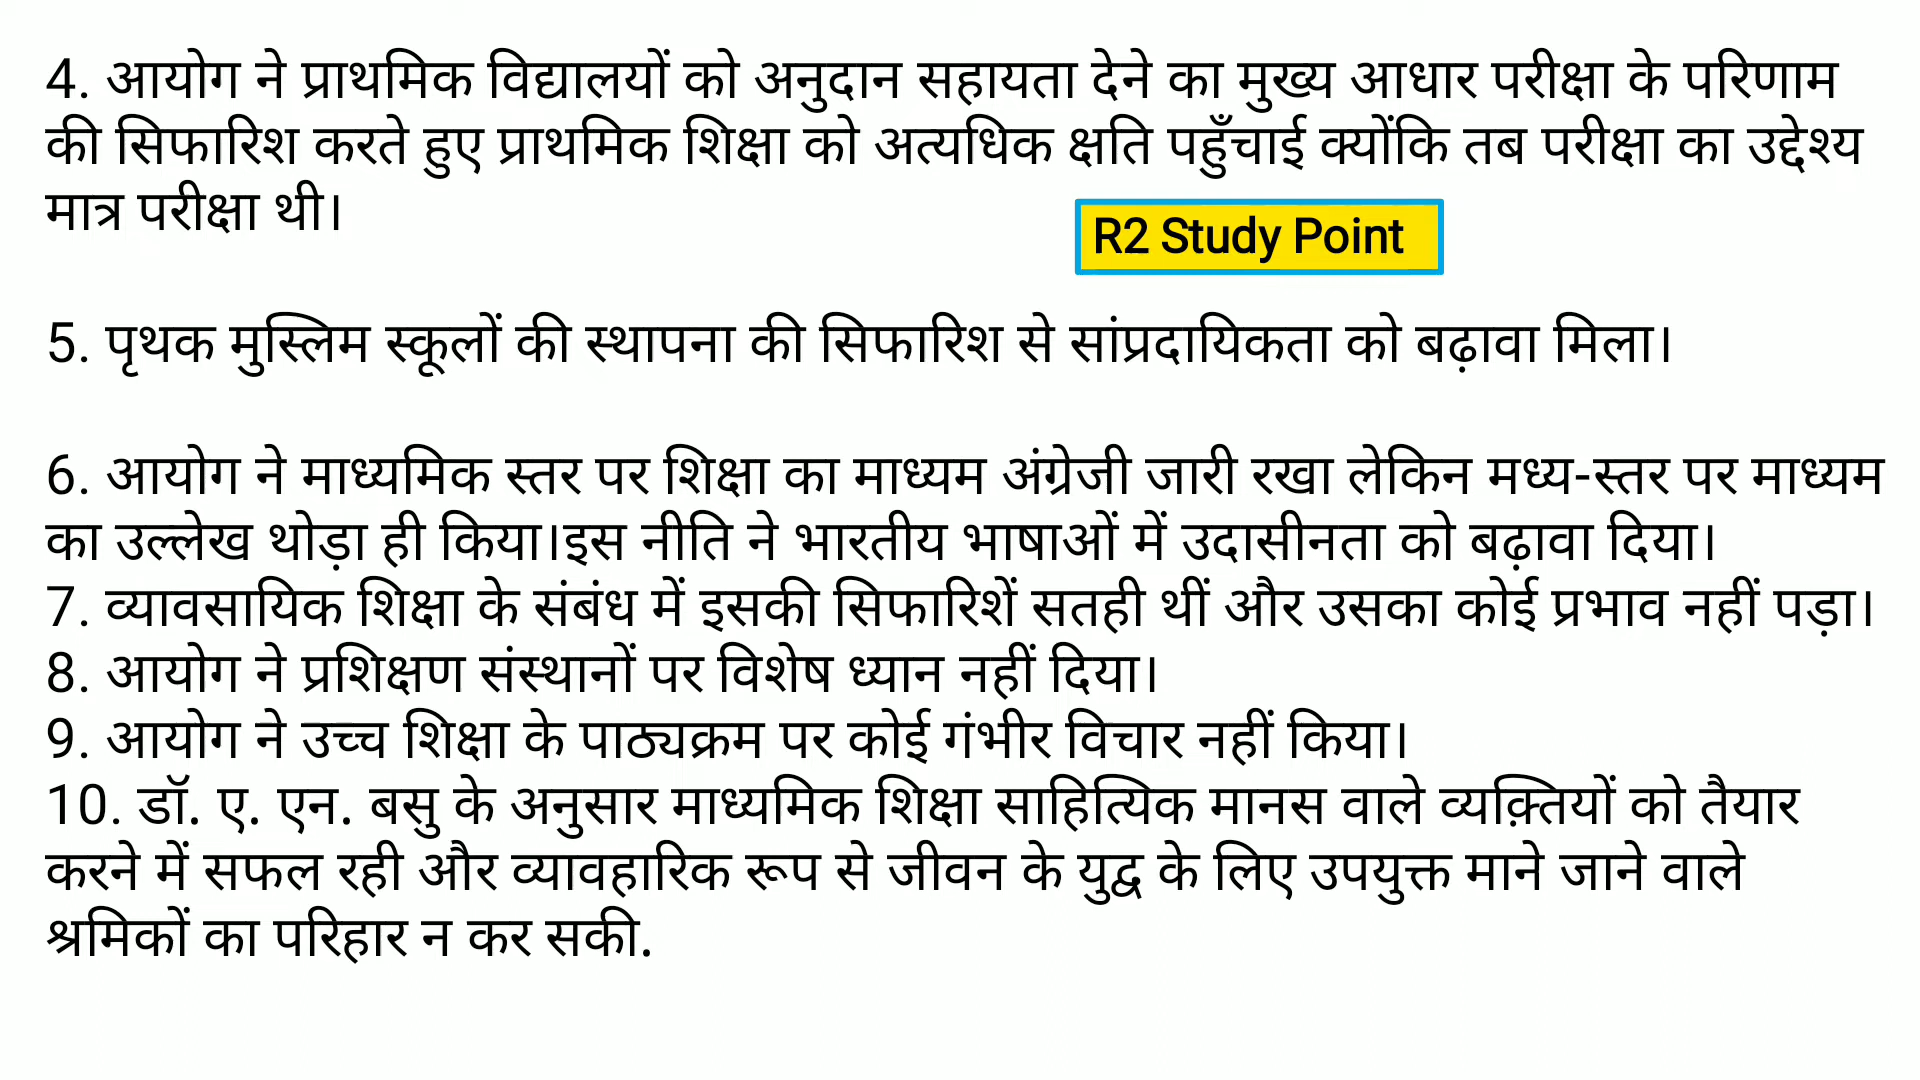 4. आयोग ने प्राथमिक विद्यालयों को अनुदान सहायता देने का मुख्य आधार परीक्षा के परिणाम
की सिफारिश करते हुए प्राथमिक शिक्षा को अत्यधिक क्षति पहुँचाई क्योंकि तब परीक्षा का उद्देश्य
मात्र परीक्षा थी।
R2 Study Point
5. पृथक मुस्लिम स्कूलों की स्थापना की सिफारिश से सांप्रदायिकता को बढ़ावा मिला।
6. आयोग ने माध्यमिक स्तर पर शिक्षा का माध्यम अंग्रेजी जारी रखा लेकिन मध्य-स्तर पर माध्यम
का उल्लेख थोड़ा ही किया।इस नीति ने भारतीय भाषाओं में उदासीनता को बढ़ावा दिया।
7. व्यावसायिक शिक्षा के संबंध में इसकी सिफारिशें सतही थीं और उसका कोई प्रभाव नहीं पड़ा।
8. आयोग ने प्रशिक्षण संस्थानों पर विशेष ध्यान नहीं दिया।
9. आयोग ने उच्च शिक्षा के पाठ्यक्रम पर कोई गंभीर विचार नहीं किया।
10. डॉ. ए. एन. बसु के अनुसार माध्यमिक शिक्षा साहित्यिक मानस वाले व्यक़्तियों को तैयार
करने में सफल रही और व्यावहारिक रूप से जीवन के युद्व के लिए उपयुक्त माने जाने वाले
श्रमिकों का परिहार न कर सकी.